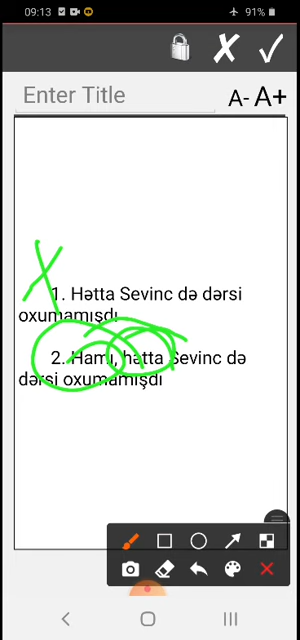 09:13
91%
Enter Title
A- A+
1. Hətta Sevinc də dərsi
oxumamışdı
2. Hamı, hətta Sevinc də
dərsi oxumamışdı